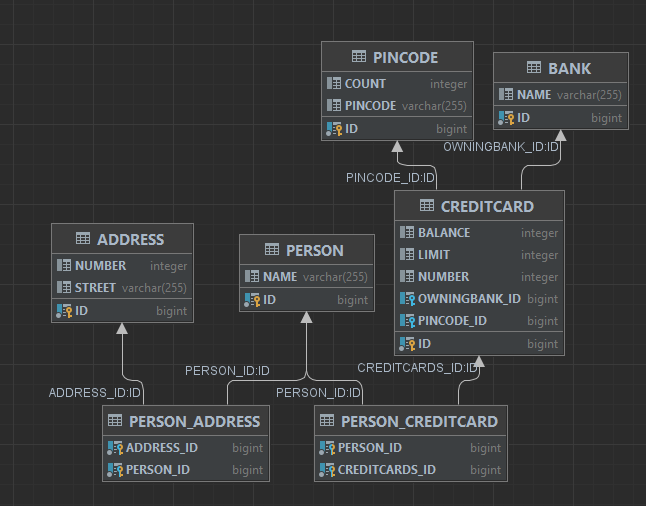 PINCODE
COUNT integer
PINCODE varchar(255)
ID bigint
BANK
NAME varchar(255)
ID bigint
OWNINGBANK_ID:ID
PINCODE_ID:ID
CREDITCARD
BALANCE integer
LIMIT integer
NUMBER integer
OWNINGBANK_ID bigint
PINCODE_ID bigint
ID bigint
ADDRESS
NUMBER integer
STREET varchar(255)
ID bigint
PERSON
NAME varchar(255)
ID bigint
CREDITCARDS_ID:ID
PERSON_ID:ID
ADDRESS_ID:ID
PERSON_ID:ID
PERSON_ADDRESS
ADDRESS_ID bigint
PERSON_ID bigint
PERSON_CREDITCARD
PERSON_ID bigint
CREDITCARDS_ID bigint